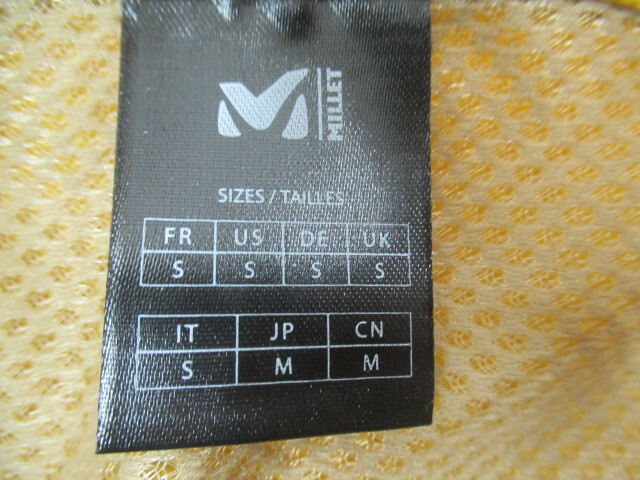 MILLET
SIZES / TAILLES
FR US DE UK
S S S S
IT JP CN
S M M